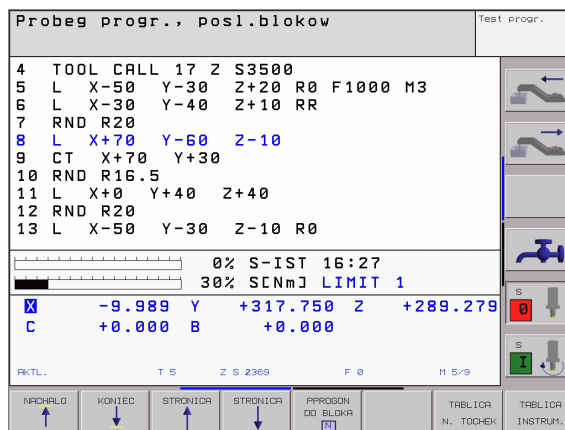 Probeg progr., posl.blokow
Test progr.
4 TOOL CALL 17 Z S3500
5 L X-50 Y-30 Z+20 R0 F1000 M3
6 L X-30 Y-40 Z+10 RR
7 RND R20
8 L X+70 Y-60 Z-10
9 CT X+70 Y+30
10 RND R16.5
11 L X+0 Y+40 Z+40
12 RND R20
13 L X-50 Y-30 Z-10 R0
0% S-IST 16:27
30% S[Nm] LIMIT 1
X -9.989 Y +317.750 Z +289.279
C +0.000 B +0.000
AKTL. T 5 Z S 2369 F 0 M 5/9
S
0
S
I
NACHALO KONIEC STRONICA STRONICA PPROGON DO BLOKA N TABLICA N. TOCHEK TABLICA INSTRUM.